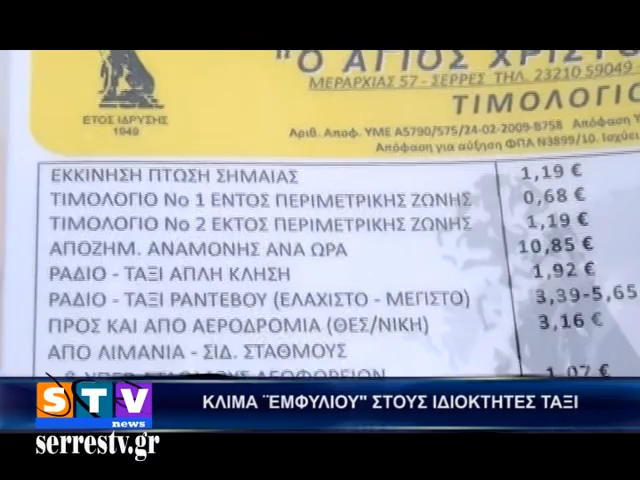 "Ο ΑΓΙΟΣ ΧΡΙΣΤΟ
ΜΕΡΑΡΧΙΑΣ 57 - ΣΕΡΡΕΣ ΤΗΛ. 23210 59049 -
ΕΤΟΣ ΙΔΡΥΣΗΣ
1949
ΤΙΜΟΛΟΓΙΟ
Αριθ. Αποφ. ΥΜΕ Α5790/575/24-02-2009-Β758 Απόφαση Υ
Απόφαση για αύξηση ΦΠΑ Ν3899/10. Ισχύει
ΕΚΚΙΝΗΣΗ ΠΤΩΣΗ ΣΗΜΑΙΑΣ 1,19 €
ΤΙΜΟΛΟΓΙΟ Νο 1 ΕΝΤΟΣ ΠΕΡΙΜΕΤΡΙΚΗΣ ΖΩΝΗΣ 0,68 €
ΤΙΜΟΛΟΓΙΟ Νο 2 ΕΚΤΟΣ ΠΕΡΙΜΕΤΡΙΚΗΣ ΖΩΝΗΣ 1,19 €
ΑΠΟΖΗΜ. ΑΝΑΜΟΝΗΣ ΑΝΑ ΩΡΑ 10,85 €
ΡΑΔΙΟ - ΤΑΞΙ ΑΠΛΗ ΚΛΗΣΗ 1,92 €
ΡΑΔΙΟ - ΤΑΞΙ ΡΑΝΤΕΒΟΥ (ΕΛΑΧΙΣΤΟ - ΜΕΓΙΣΤΟ) 3,39-5,65
ΠΡΟΣ ΚΑΙ ΑΠΟ ΑΕΡΟΔΡΟΜΙΑ (ΘΕΣ/ΝΙΚΗ) 3,16 €
ΑΠΟ ΛΙΜΑΝΙΑ - ΣΙΔ. ΣΤΑΘΜΟΥΣ
1,07 €
STV
news
serrestv.gr
ΚΛΙΜΑ ¨ΕΜΦΥΛΙΟΥ" ΣΤΟΥΣ ΙΔΙΟΚΤΗΤΕΣ ΤΑΞΙ